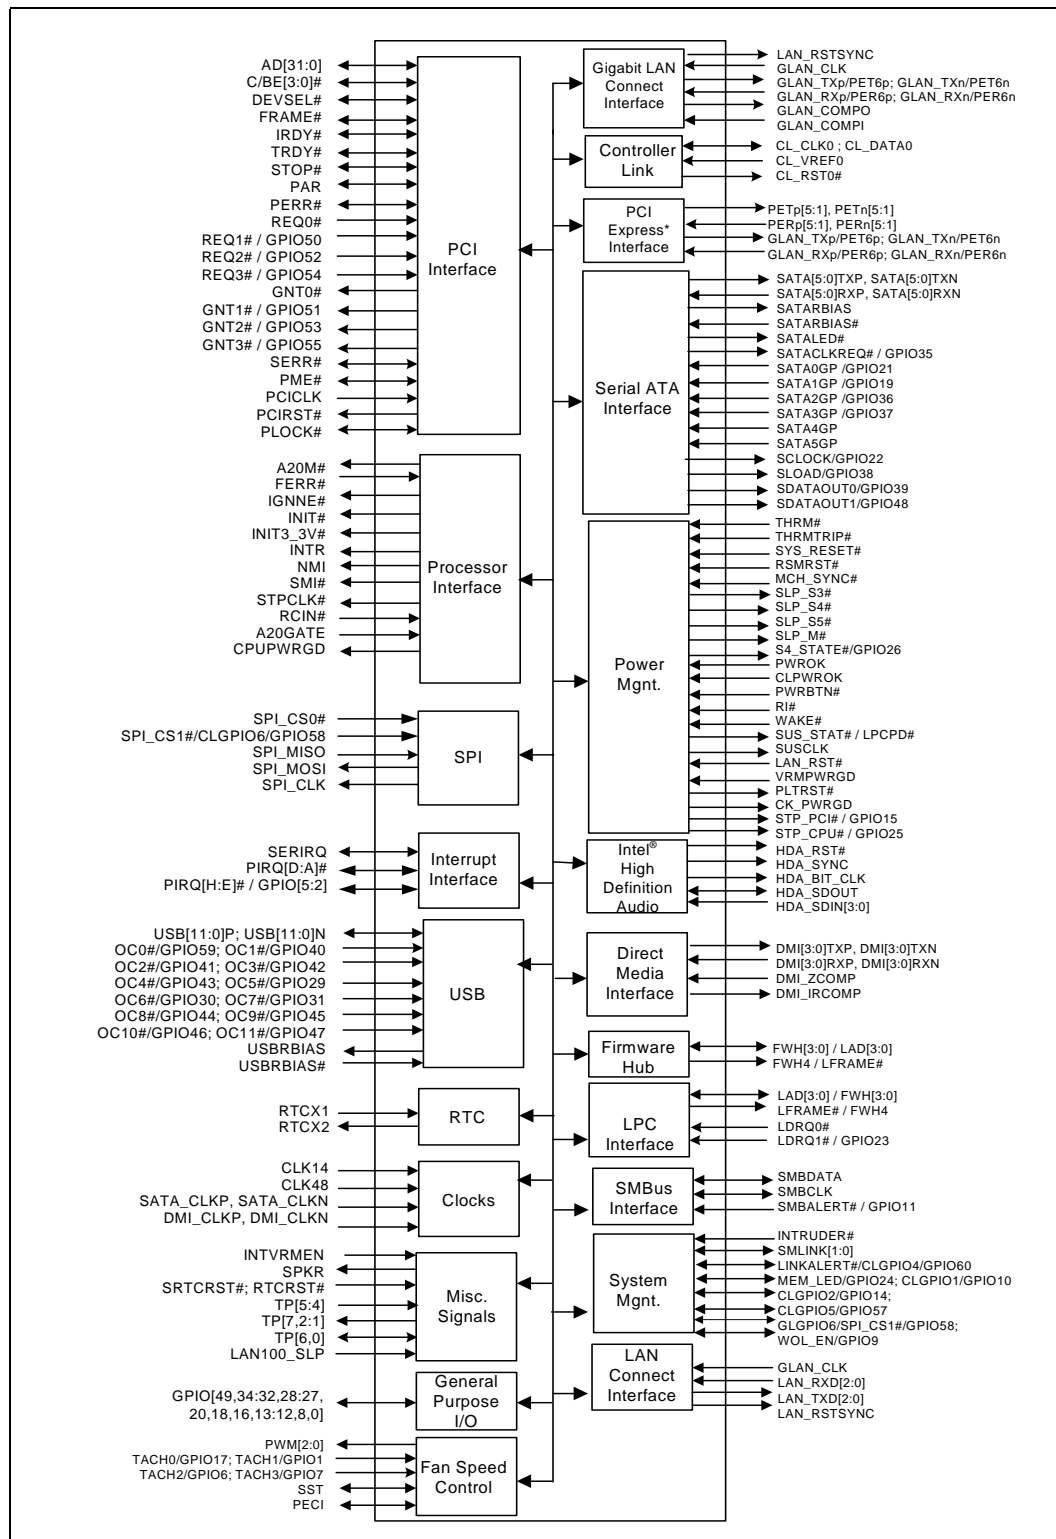 AD[31:0]
C/BE[3:0]#
DEVSEL#
FRAME#
IRDY#
TRDY#
STOP#
PAR
PERR#
REQ0#
REQ1# / GPIO50
REQ2# / GPIO52
REQ3# / GPIO54
GNT0#
GNT1# / GPIO51
GNT2# / GPIO53
GNT3# / GPIO55
SERR#
PME#
PCICLK
PCIRST#
PLOCK#
PCI
Interface
A20M#
FERR#
IGNNE#
INIT#
INIT3_3V#
INTR
NMI
SMI#
STPCLK#
RCIN#
A20GATE
CPUPWRGD
Processor
Interface
SPI_CS0#
SPI_CS1#/CLGPIO6/GPIO58
SPI_MISO
SPI_MOSI
SPI_CLK
SPI
SERIRQ
PIRQ[D:A]#
PIRQ[H:E]# / GPIO[5:2]
Interrupt
Interface
USB[11:0]P; USB[11:0]N
OC0#/GPIO59; OC1#/GPIO40
OC2#/GPIO41; OC3#/GPIO42
OC4#/GPIO43; OC5#/GPIO29
OC6#/GPIO30; OC7#/GPIO31
OC8#/GPIO44; OC9#/GPIO45
OC10#/GPIO46; OC11#/GPIO47
USBRBIAS
USBRBIAS#
USB
RTCX1
RTCX2
RTC
CLK14
CLK48
SATA_CLKP, SATA_CLKN
DMI_CLKP, DMI_CLKN
Clocks
INTVRMEN
SPKR
SRTCRST#; RTCRST#
TP[5:4]
TP[7,2:1]
TP[6,0]
LAN100_SLP
Misc.
Signals
GPIO[49,34:32,28:27,
20,18,16,13:12,8,0]
General
Purpose
I/O
PWM[2:0]
TACH0/GPIO17; TACH1/GPIO1
TACH2/GPIO6; TACH3/GPIO7
SST
PECI
Fan Speed
Control
Gigabit LAN
Connect
Interface
LAN_RSTSYNC
GLAN_CLK
GLAN_TXp/PET6p; GLAN_TXn/PET6n
GLAN_RXp/PER6p; GLAN_RXn/PER6n
GLAN_COMPO
GLAN_COMPI
Controller
Link
CL_CLK0 ; CL_DATA0
CL_VREF0
CL_RST0#
PCI
Express*
Interface
PETp[5:1], PETn[5:1]
PERp[5:1], PERn[5:1]
GLAN_TXp/PET6p; GLAN_TXn/PET6n
GLAN_RXp/PER6p; GLAN_RXn/PER6n
Serial ATA
Interface
SATA[5:0]TXP, SATA[5:0]TXN
SATA[5:0]RXP, SATA[5:0]RXN
SATARBIAS
SATARBIAS#
SATALED#
SATACLKREQ# / GPIO35
SATA0GP /GPIO21
SATA1GP /GPIO19
SATA2GP /GPIO36
SATA3GP /GPIO37
SATA4GP
SATA5GP
SCLOCK/GPIO22
SLOAD/GPIO38
SDATAOUT0/GPIO39
SDATAOUT1/GPIO48
Power
Mgnt.
THRM#
THRMTRIP#
SYS_RESET#
RSMRST#
MCH_SYNC#
SLP_S3#
SLP_S4#
SLP_S5#
SLP_M#
S4_STATE#/GPIO26
PWROK
CLPWROK
PWRBTN#
RI#
WAKE#
SUS_STAT# / LPCPD#
SUSCLK
LAN_RST#
VRMPWRGD
PLTRST#
CK_PWRGD
STP_PCI# / GPIO15
STP_CPU# / GPIO25
Intel®
High
Definition
Audio
HDA_RST#
HDA_SYNC
HDA_BIT_CLK
HDA_SDOUT
HDA_SDIN[3:0]
Direct
Media
Interface
DMI[3:0]TXP, DMI[3:0]TXN
DMI[3:0]RXP, DMI[3:0]RXN
DMI_ZCOMP
DMI_IRCOMP
Firmware
Hub
FWH[3:0] / LAD[3:0]
FWH4 / LFRAME#
LPC
Interface
LAD[3:0] / FWH[3:0]
LFRAME# / FWH4
LDRQ0#
LDRQ1# / GPIO23
SMBus
Interface
SMBDATA
SMBCLK
SMBALERT# / GPIO11
System
Mgnt.
INTRUDER#
SMLINK[1:0]
LINKALERT#/CLGPIO4/GPIO60
MEM_LED/GPIO24; CLGPIO1/GPIO10
CLGPIO2/GPIO14;
CLGPIO5/GPIO57
GLGPIO6/SPI_CS1#/GPIO58;
WOL_EN/GPIO9
LAN
Connect
Interface
GLAN_CLK
LAN_RXD[2:0]
LAN_TXD[2:0]
LAN_RSTSYNC